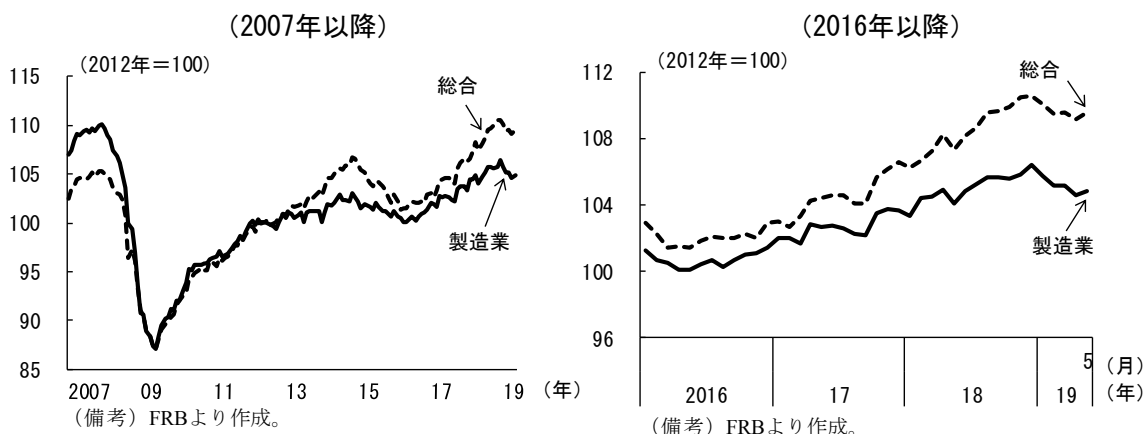 （2007年以降）
（2012年＝100）
115
110
105
100
95
90
85
総合
製造業
2007 09 11 13 15 17 19 （年）
（備考）FRBより作成。
（2016年以降）
（2012年＝100）
112
108
104
100
96
総合
製造業
5 （月）
2016 17 18 19 （年）
（備考）FRBより作成。